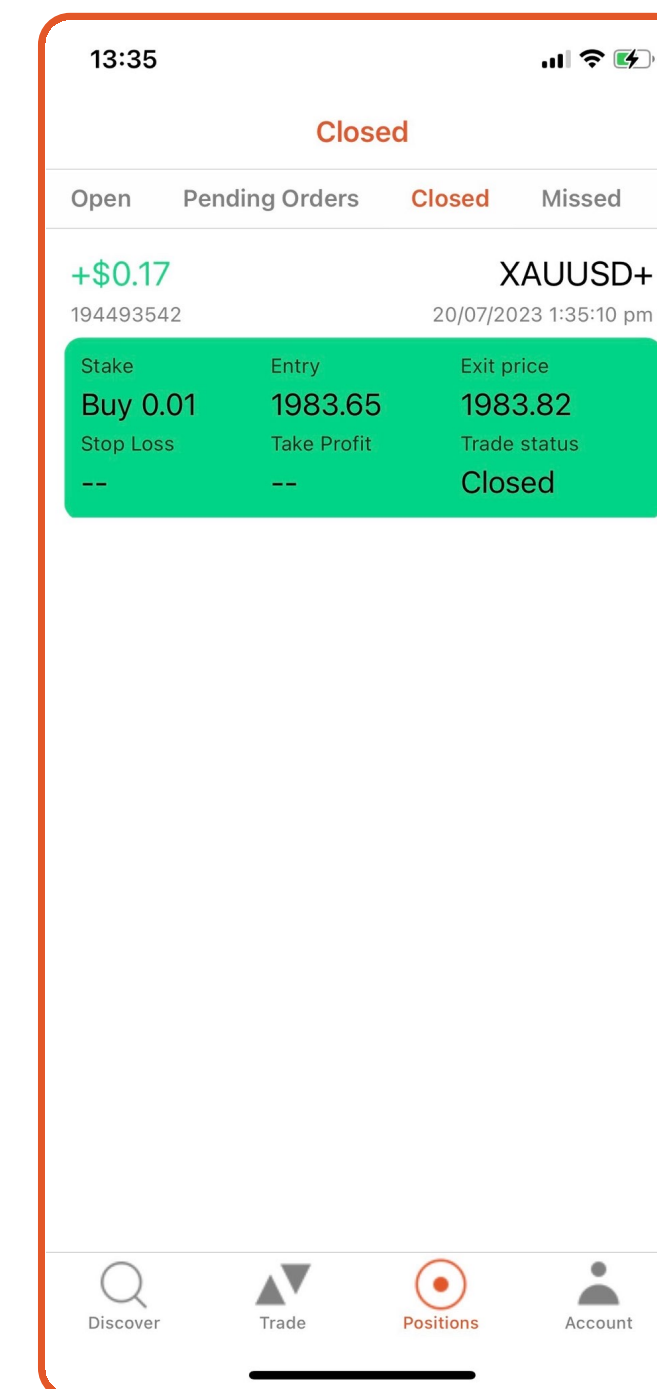 13:35
Closed
Open Pending Orders Closed Missed
+$0.17 XAUUSD+
194493542 20/07/2023 1:35:10 pm
Stake Entry Exit price
Buy 0.01 1983.65 1983.82
Stop Loss Take Profit Trade status
-- -- Closed
Discover Trade Positions Account